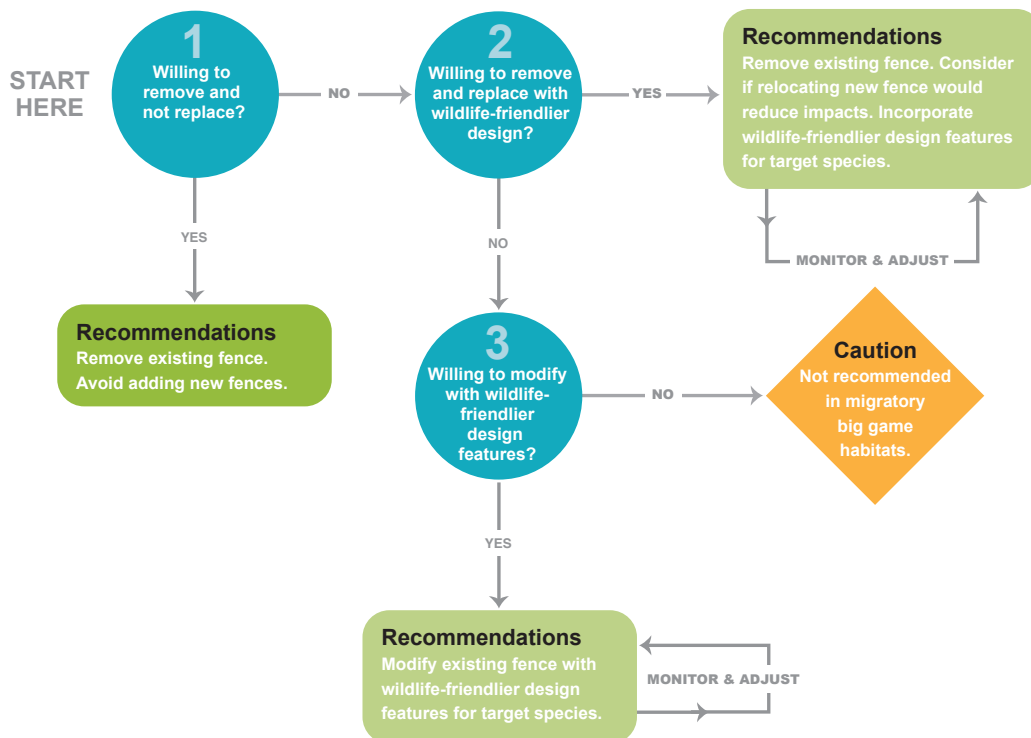 START
HERE
1
Willing to
remove and
not replace?
NO
2
Willing to remove
and replace with
wildlife-friendlier
design?
YES
Recommendations
Remove existing fence. Consider
if relocating new fence would
reduce impacts. Incorporate
wildlife-friendlier design features
for target species.
MONITOR & ADJUST
YES
NO
Recommendations
Remove existing fence.
Avoid adding new fences.
3
Willing to modify
with wildlife-
friendlier
design
features?
NO
Caution
Not recommended
in migratory
big game
habitats.
YES
Recommendations
Modify existing fence with
wildlife-friendlier design
features for target species.
MONITOR & ADJUST